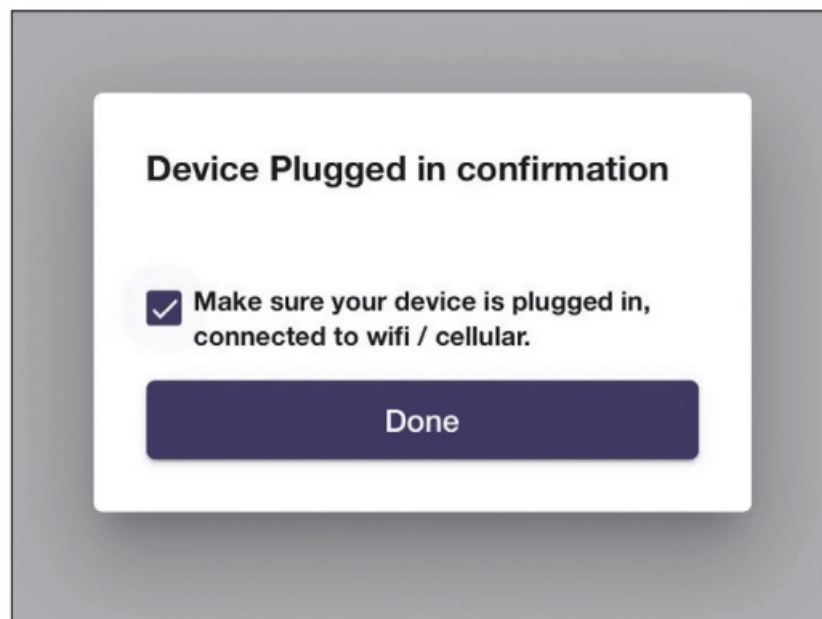 Device Plugged in confirmation
Make sure your device is plugged in,
connected to wifi / cellular.
Done